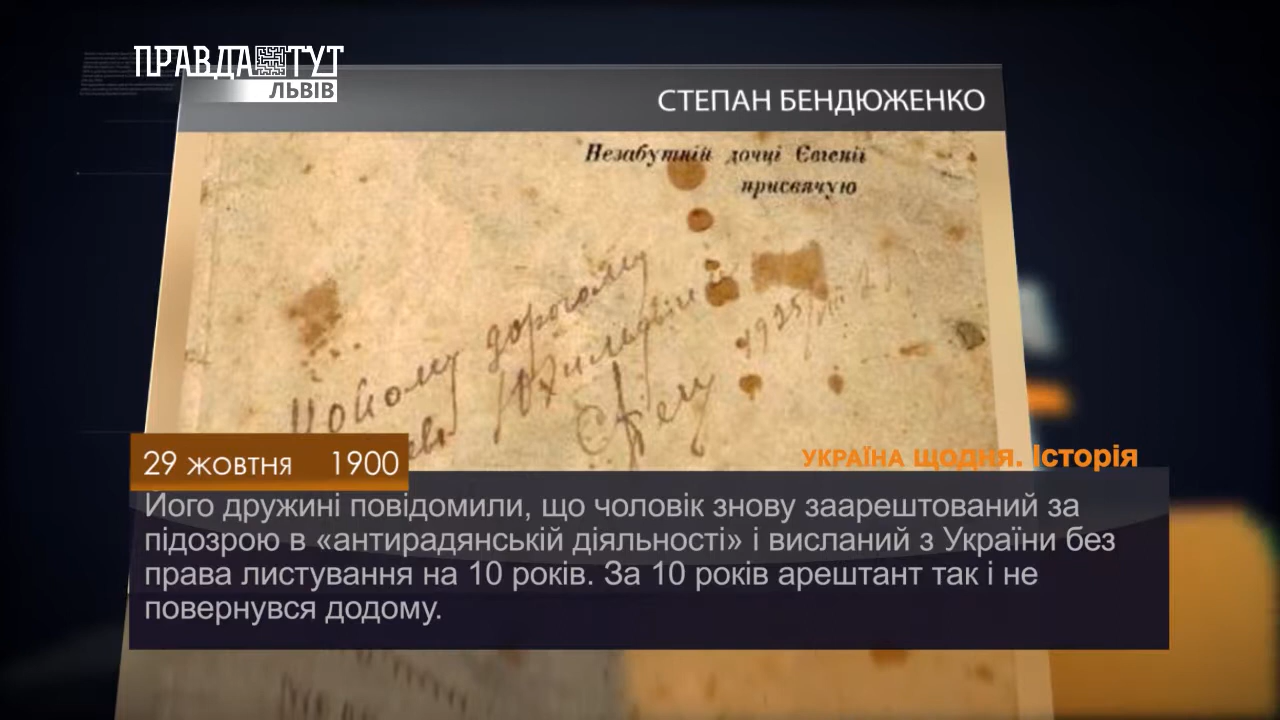 ПРАВДА ТУТ
ЛЬВІВ
СТЕПАН БЕНДЮЖЕНКО
Незабутній дочці Євгенії
присвячую
Мойому дорогому
1925
29 жовтня 1900
УКРАЇНА щодня. Історія
Його дружині повідомили, що чоловік знову заарештований за
підозрою в «антирадянській діяльності» і висланий з України без
права листування на 10 років. За 10 років арештант так і не
повернувся додому.